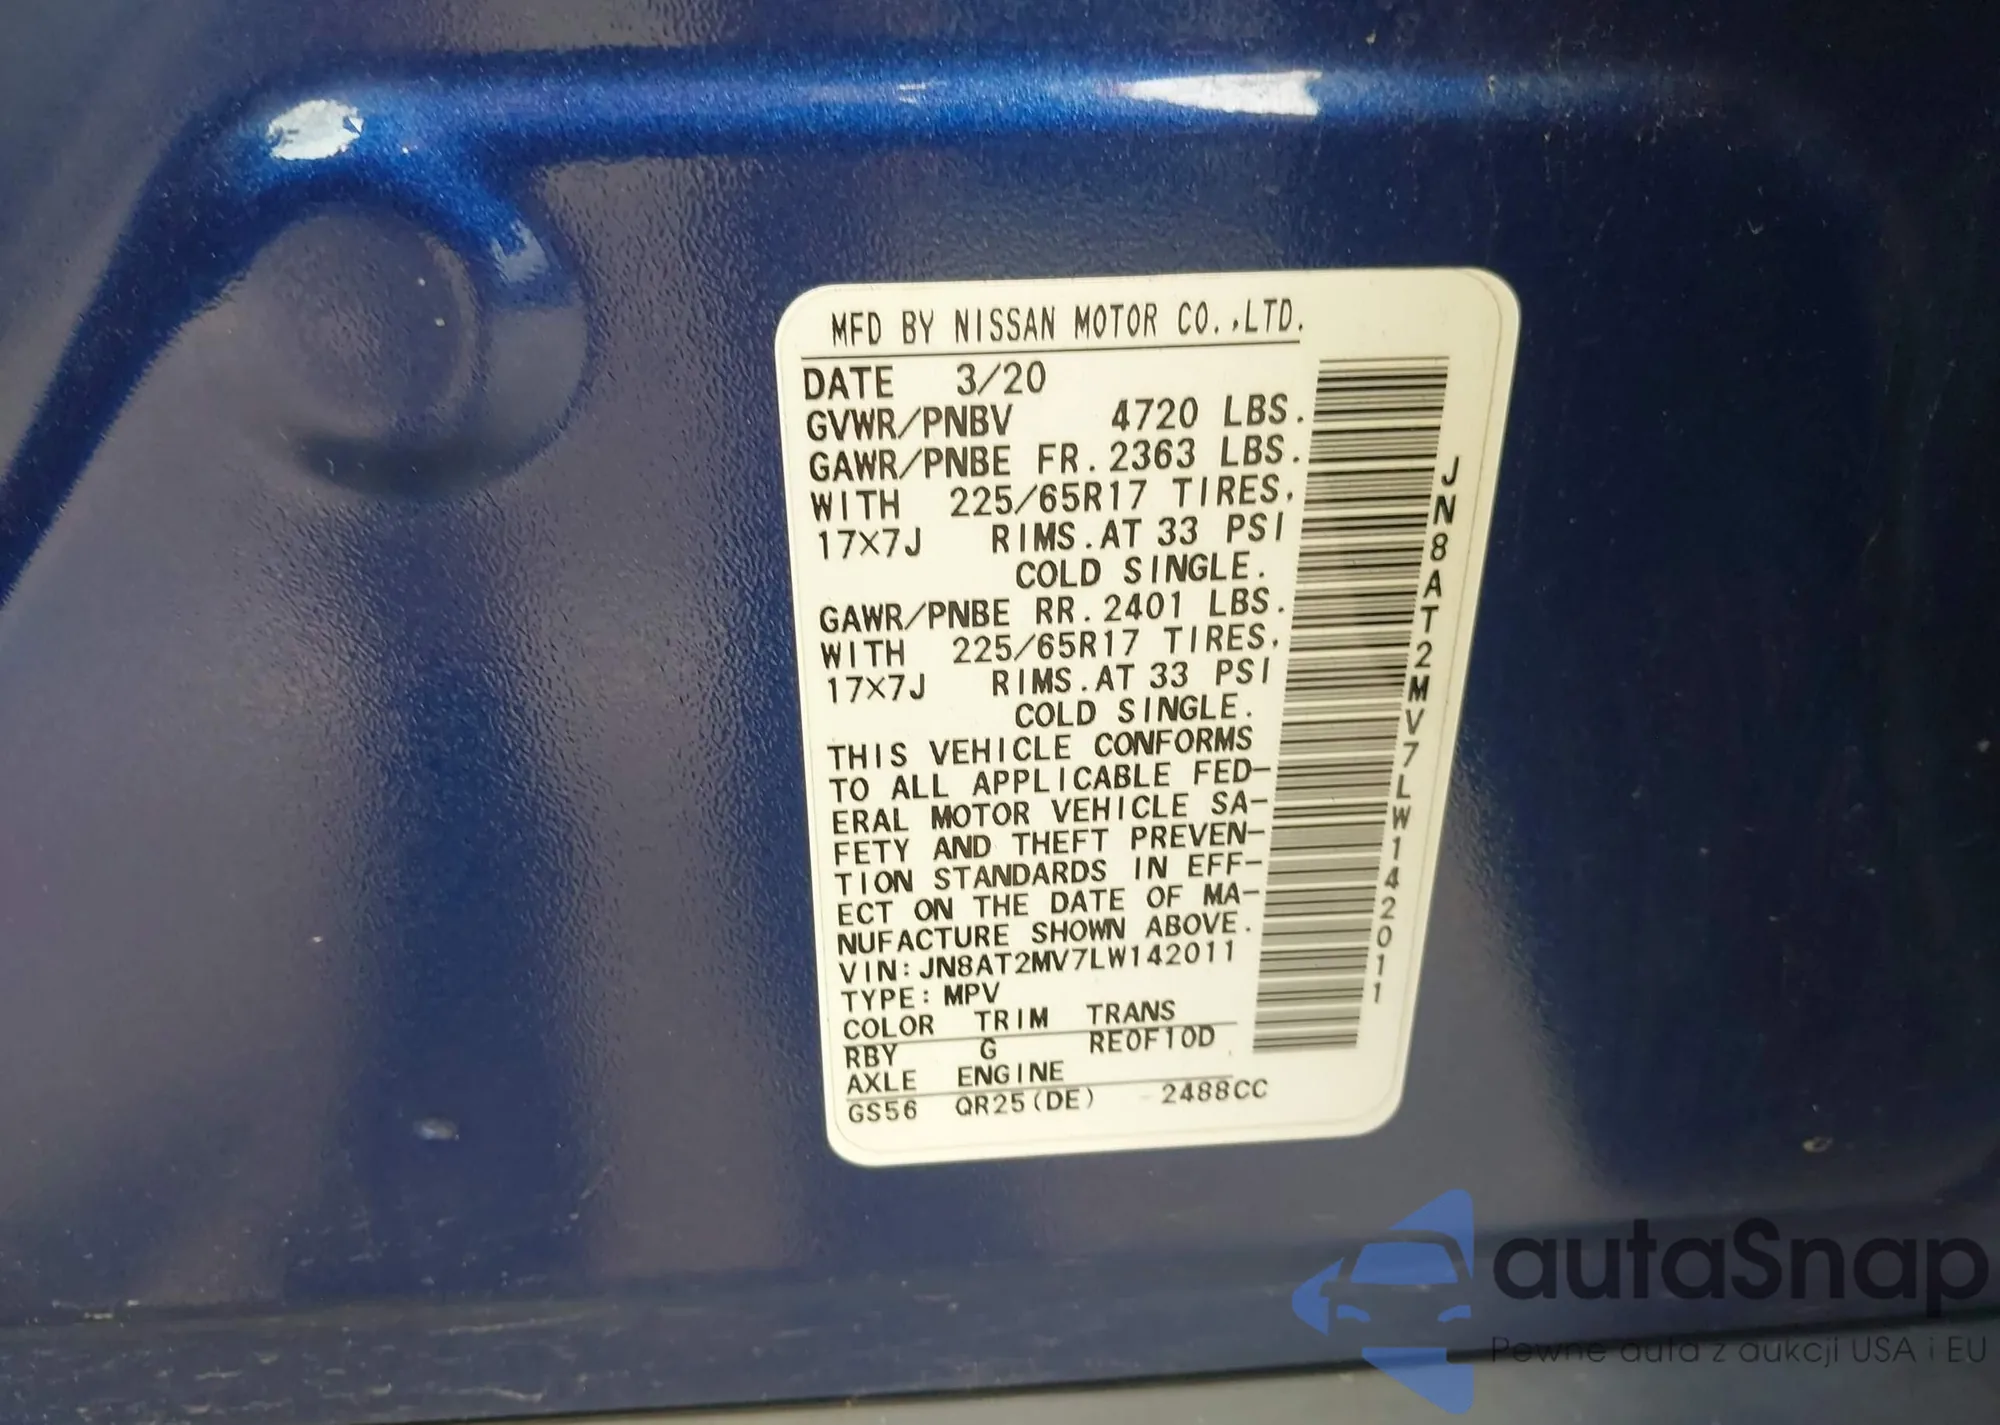 MFD BY NISSAN MOTOR CO.,LTD.
DATE 3/20
GVWR/PNBV 4720 LBS.
GAWR/PNBE FR. 2363 LBS.
WITH 225/65R17 TIRES.
17X7J RIMS.AT 33 PSI
COLD SINGLE.
GAWR/PNBE RR. 2401 LBS.
WITH 225/65R17 TIRES.
17X7J RIMS.AT 33 PSI
COLD SINGLE.
THIS VEHICLE CONFORMS
TO ALL APPLICABLE FED-
ERAL MOTOR VEHICLE SA-
FETY AND THEFT PREVEN-
TION STANDARDS IN EFF-
ECT ON THE DATE OF MA-
NUFACTURE SHOWN ABOVE.
VIN:JN8AT2MV7LW142011
TYPE:MPV
COLOR TRIM TRANS
RBY G RE0F10D
AXLE ENGINE
GS56 QR25(DE) 2488CC
JN8AT2MV7LW142011
autaSnap
Pewne auta z aukcji USA i EU